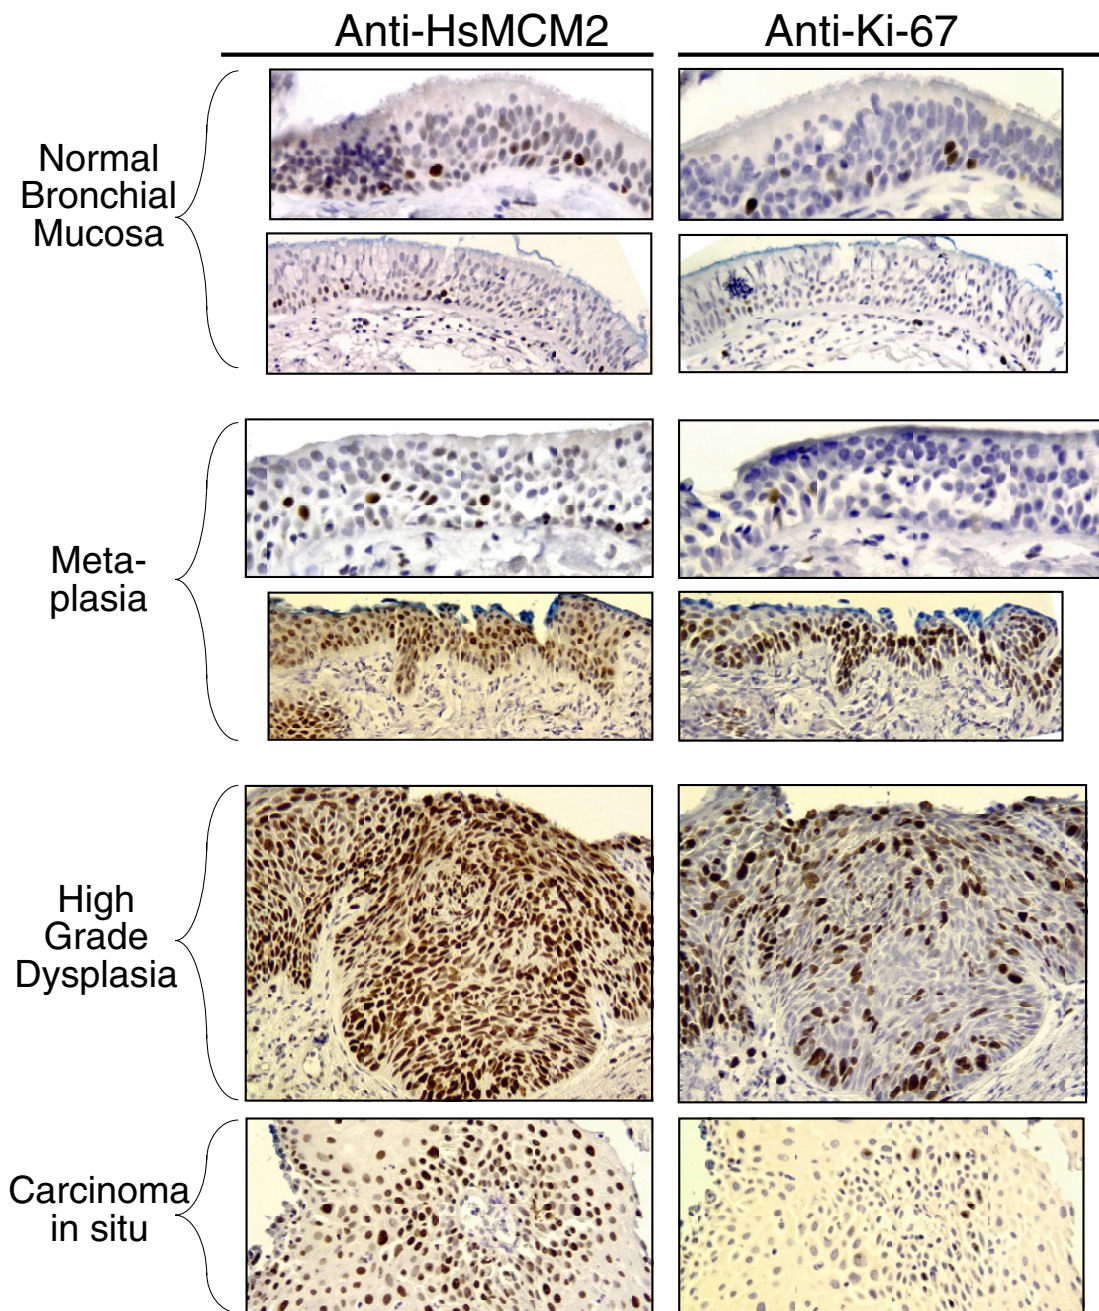 Anti-HsMCM2
Anti-Ki-67
Normal
Bronchial
Mucosa
Meta-
plasia
High
Grade
Dysplasia
Carcinoma
in situ